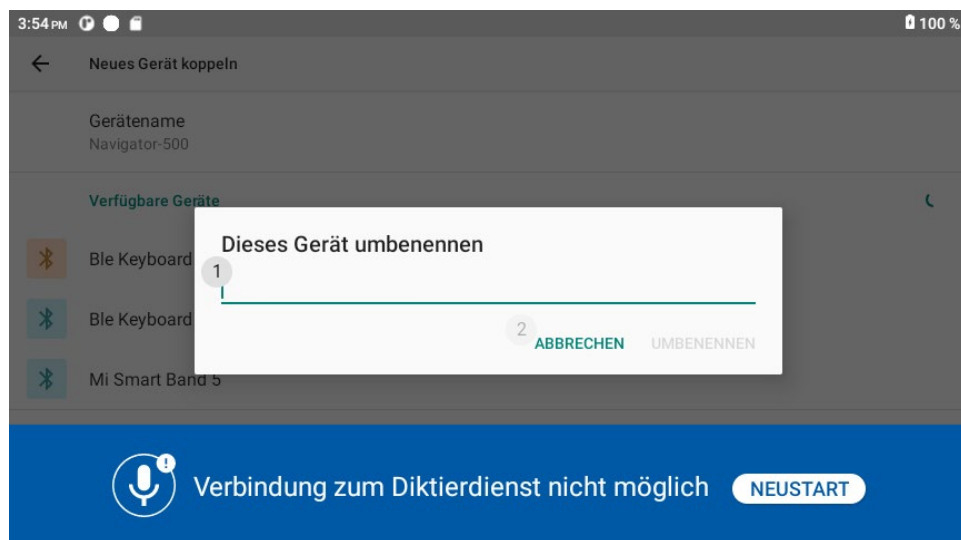 3:54 PM 100 %
Neues Gerät koppeln
Gerätename
Navigator-500
Verfügbare Geräte
Dieses Gerät umbenennen
Ble Keyboard
1
Ble Keyboard
2
ABBRECHEN UMBENENNEN
Mi Smart Band 5
Verbindung zum Diktierdienst nicht möglich NEUSTART